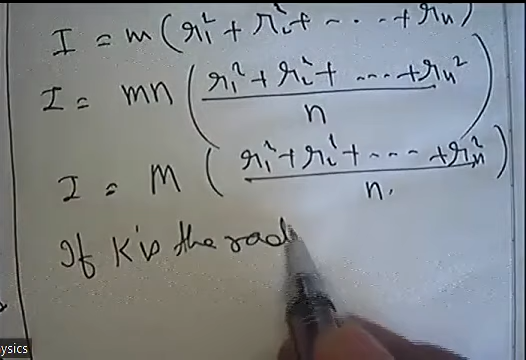 I = m (r₁² + r₂² + ... + rₙ²)
I = mn (r₁² + r₂² + ... + rₙ² / n)
I = M (r₁² + r₂² + --- + rₙ² / n.)
If K is the rad
ysics